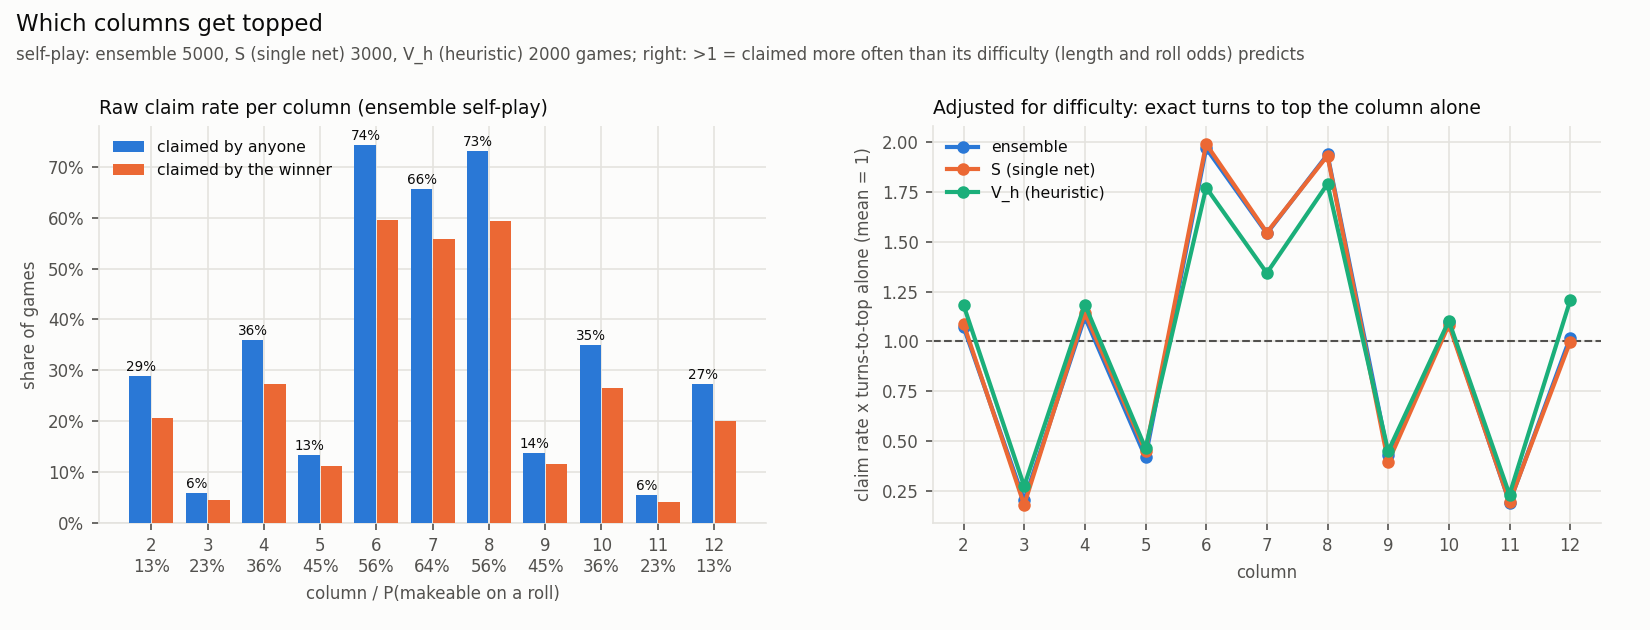 Which columns get topped
self-play: ensemble 5000, S (single net) 3000, V_h (heuristic) 2000 games; right: >1 = claimed more often than its difficulty (length and roll odds) predicts
Raw claim rate per column (ensemble self-play)
claimed by anyone
claimed by the winner
share of games
70%
60%
50%
40%
30%
20%
10%
0%
29%
6%
36%
13%
74%
66%
73%
14%
35%
6%
27%
2 3 4 5 6 7 8 9 10 11 12
13% 23% 36% 45% 56% 64% 56% 45% 36% 23% 13%
column / P(makeable on a roll)
Adjusted for difficulty: exact turns to top the column alone
ensemble
S (single net)
V_h (heuristic)
claim rate x turns-to-top alone (mean = 1)
2.00
1.75
1.50
1.25
1.00
0.75
0.50
0.25
2 3 4 5 6 7 8 9 10 11 12
column